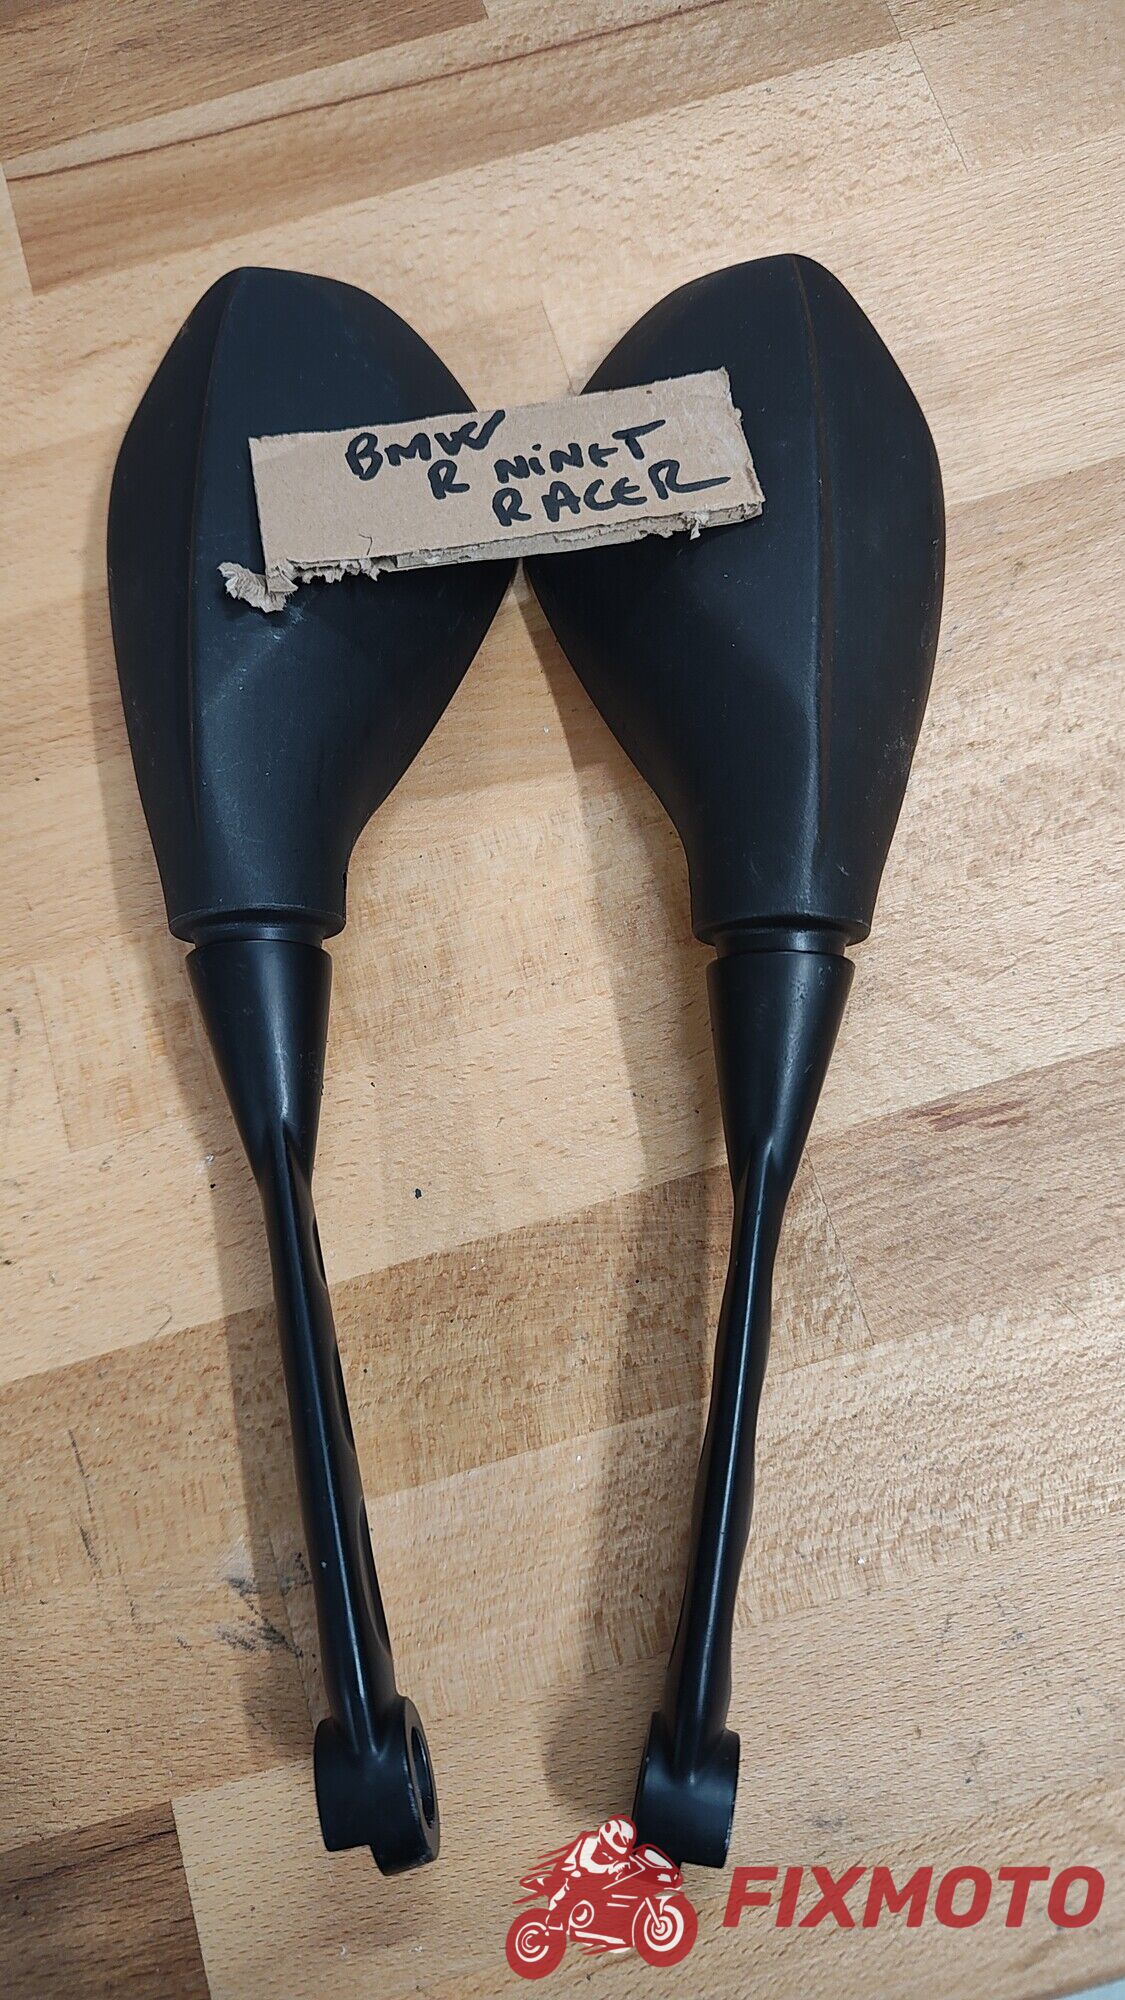 BMW
R NINET
RACER
FIXMOTO